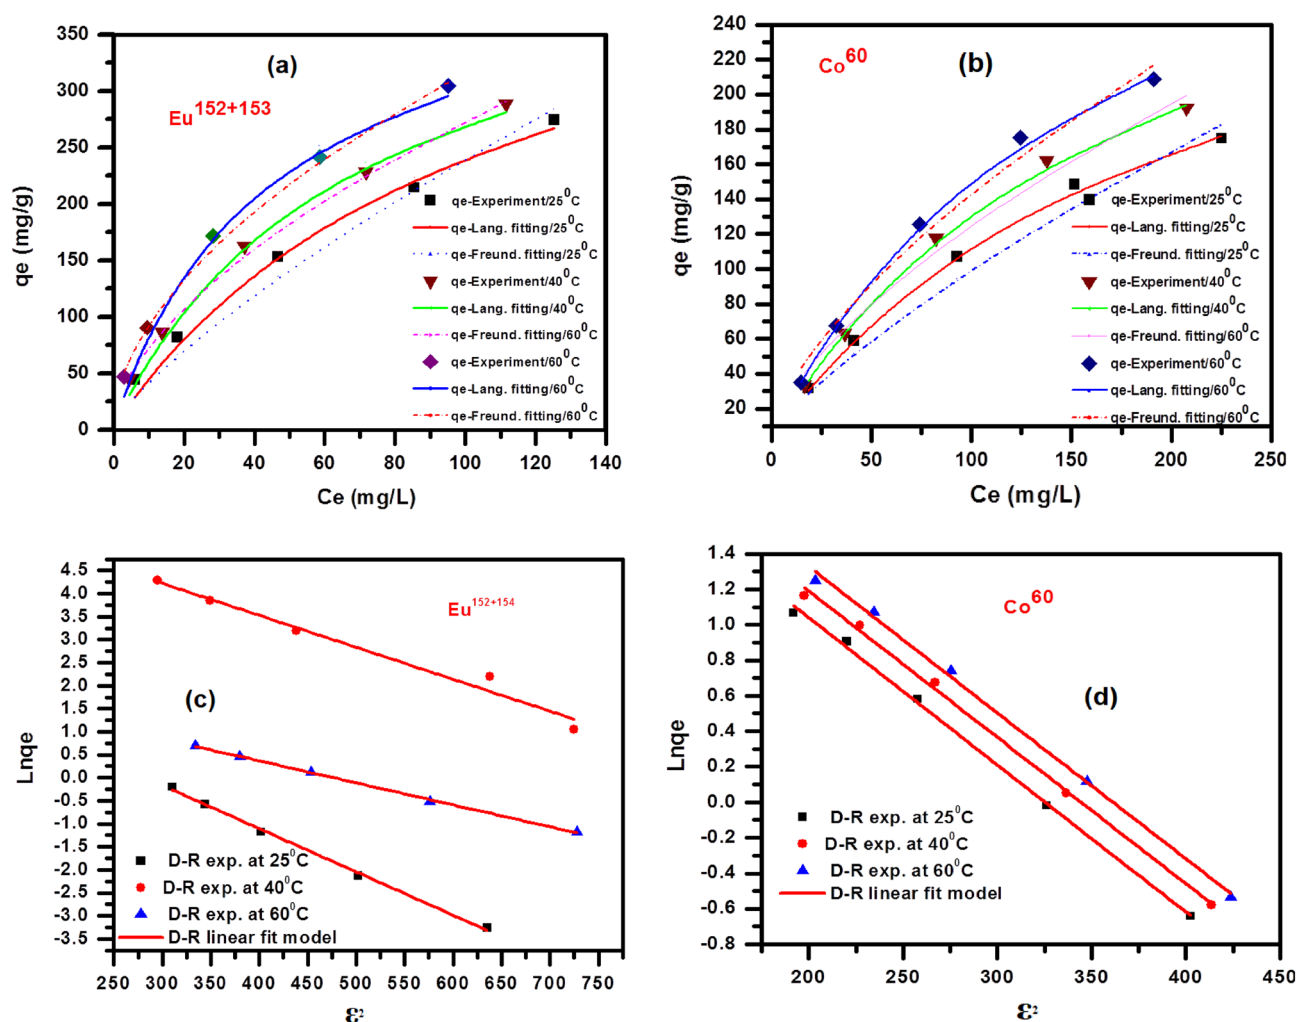 (a)
Eu152+153
qe (mg/g)
350
300
250
200
150
100
50
0
qe-Experiment/25⁰C
qe-Lang. fitting/25⁰C
qe-Freund. fitting/25⁰C
qe-Experiment/40⁰C
qe-Lang. fitting/40⁰C
qe-Freund. fitting/60⁰C
qe-Experiment/60⁰C
qe-Lang. fitting/60⁰C
qe-Freund. fitting/60⁰C
0 20 40 60 80 100 120 140
Ce (mg/L)
(b)
Co60
qe (mg/g)
240
220
200
180
160
140
120
100
80
60
40
20
qe-Experiment/25⁰C
qe-Lang. fitting/25⁰C
qe-Freund. fitting/25⁰C
qe-Experiment/40⁰C
qe-Lang. fitting/40⁰C
qe-Freund. fitting/60⁰C
qe-Experiment/60⁰C
qe-Lang. fitting/60⁰C
qe-Freund. fitting/60⁰C
0 50 100 150 200 250
Ce (mg/L)
Eu152+154
(c)
Lnqe
4.5
4.0
3.5
3.0
2.5
2.0
1.5
1.0
0.5
0.0
-0.5
-1.0
-1.5
-2.0
-2.5
-3.0
-3.5
D-R exp. at 25⁰C
D-R exp. at 40⁰C
D-R exp. at 60⁰C
D-R linear fit model
250 300 350 400 450 500 550 600 650 700 750
ε²
Co60
(d)
Lnqe
1.4
1.2
1.0
0.8
0.6
0.4
0.2
0.0
-0.2
-0.4
-0.6
-0.8
D-R exp. at 25⁰C
D-R exp. at 40⁰C
D-R exp. at 60⁰C
D-R linear fit model
200 250 300 350 400 450
ε²